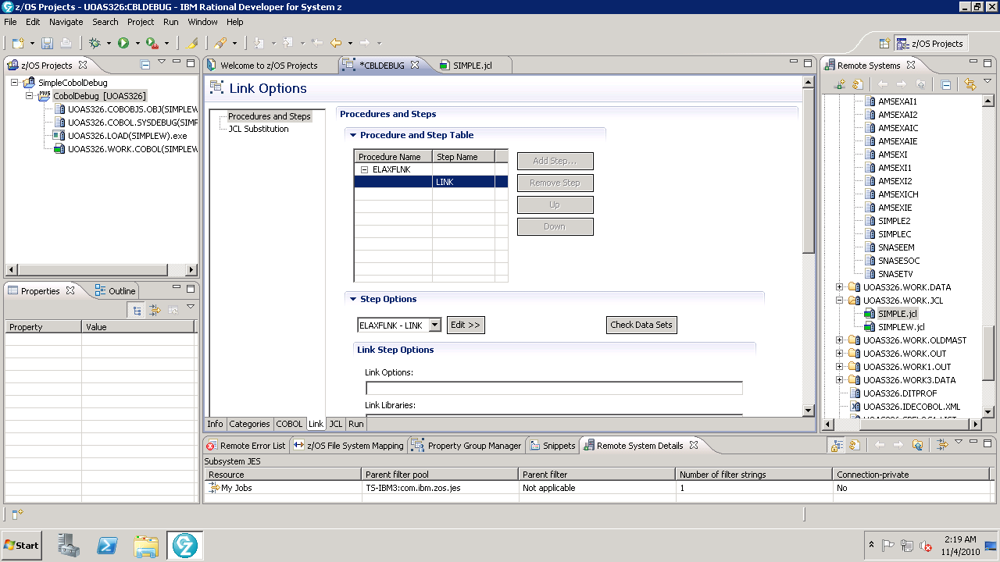 z/OS Projects - UOAS326:CBLDEBUG - IBM Rational Developer for System z
File Edit Navigate Search Project Run Window Help
z/OS Projects
z/OS Projects
SimpleCobolDebug
CobolDebug [UOAS326]
UOAS326.COBOBJS.OBJ(SIMPLEW
UOAS326.COBOL.SYSDEBUG(SIMP
UOAS326.LOAD(SIMPLEW).exe
UOAS326.WORK.COBOL(SIMPLEW
Properties Outline
Property Value
Welcome to z/OS Projects *CBLDEBUG SIMPLE.jcl
Link Options
Procedures and Steps
JCL Substitution
Procedures and Steps
Procedure and Step Table
Procedure Name Step Name
ELAXFLNK
LINK
Add Step...
Remove Step
Up
Down
Step Options
ELAXFLNK - LINK Edit >> Check Data Sets
Link Step Options
Link Options:
Link Libraries:
Info Categories COBOL Link JCL Run
Remote Systems
AMSEXAI1
AMSEXAI2
AMSEXAIC
AMSEXAIE
AMSEXI
AMSEXI1
AMSEXI2
AMSEXICH
AMSEXIE
SIMPLE2
SIMPLEC
SNASEEM
SNASESOC
SNASETV
UOAS326.WORK.DATA
UOAS326.WORK.JCL
SIMPLE.jcl
SIMPLEW.jcl
UOAS326.WORK.OLDMAST
UOAS326.WORK.OUT
UOAS326.WORK1.OUT
UOAS326.WORK3.DATA
UOAS326.DITPROF
UOAS326.IDECOBOL.XML
Remote Error List z/OS File System Mapping Property Group Manager Snippets Remote System Details
Subsystem JES
Resource Parent filter pool Parent filter Number of filter strings Connection-private
My Jobs TS-IBM3:com.ibm.zos.jes Not applicable 1 No
Start
2:19 AM
11/4/2010